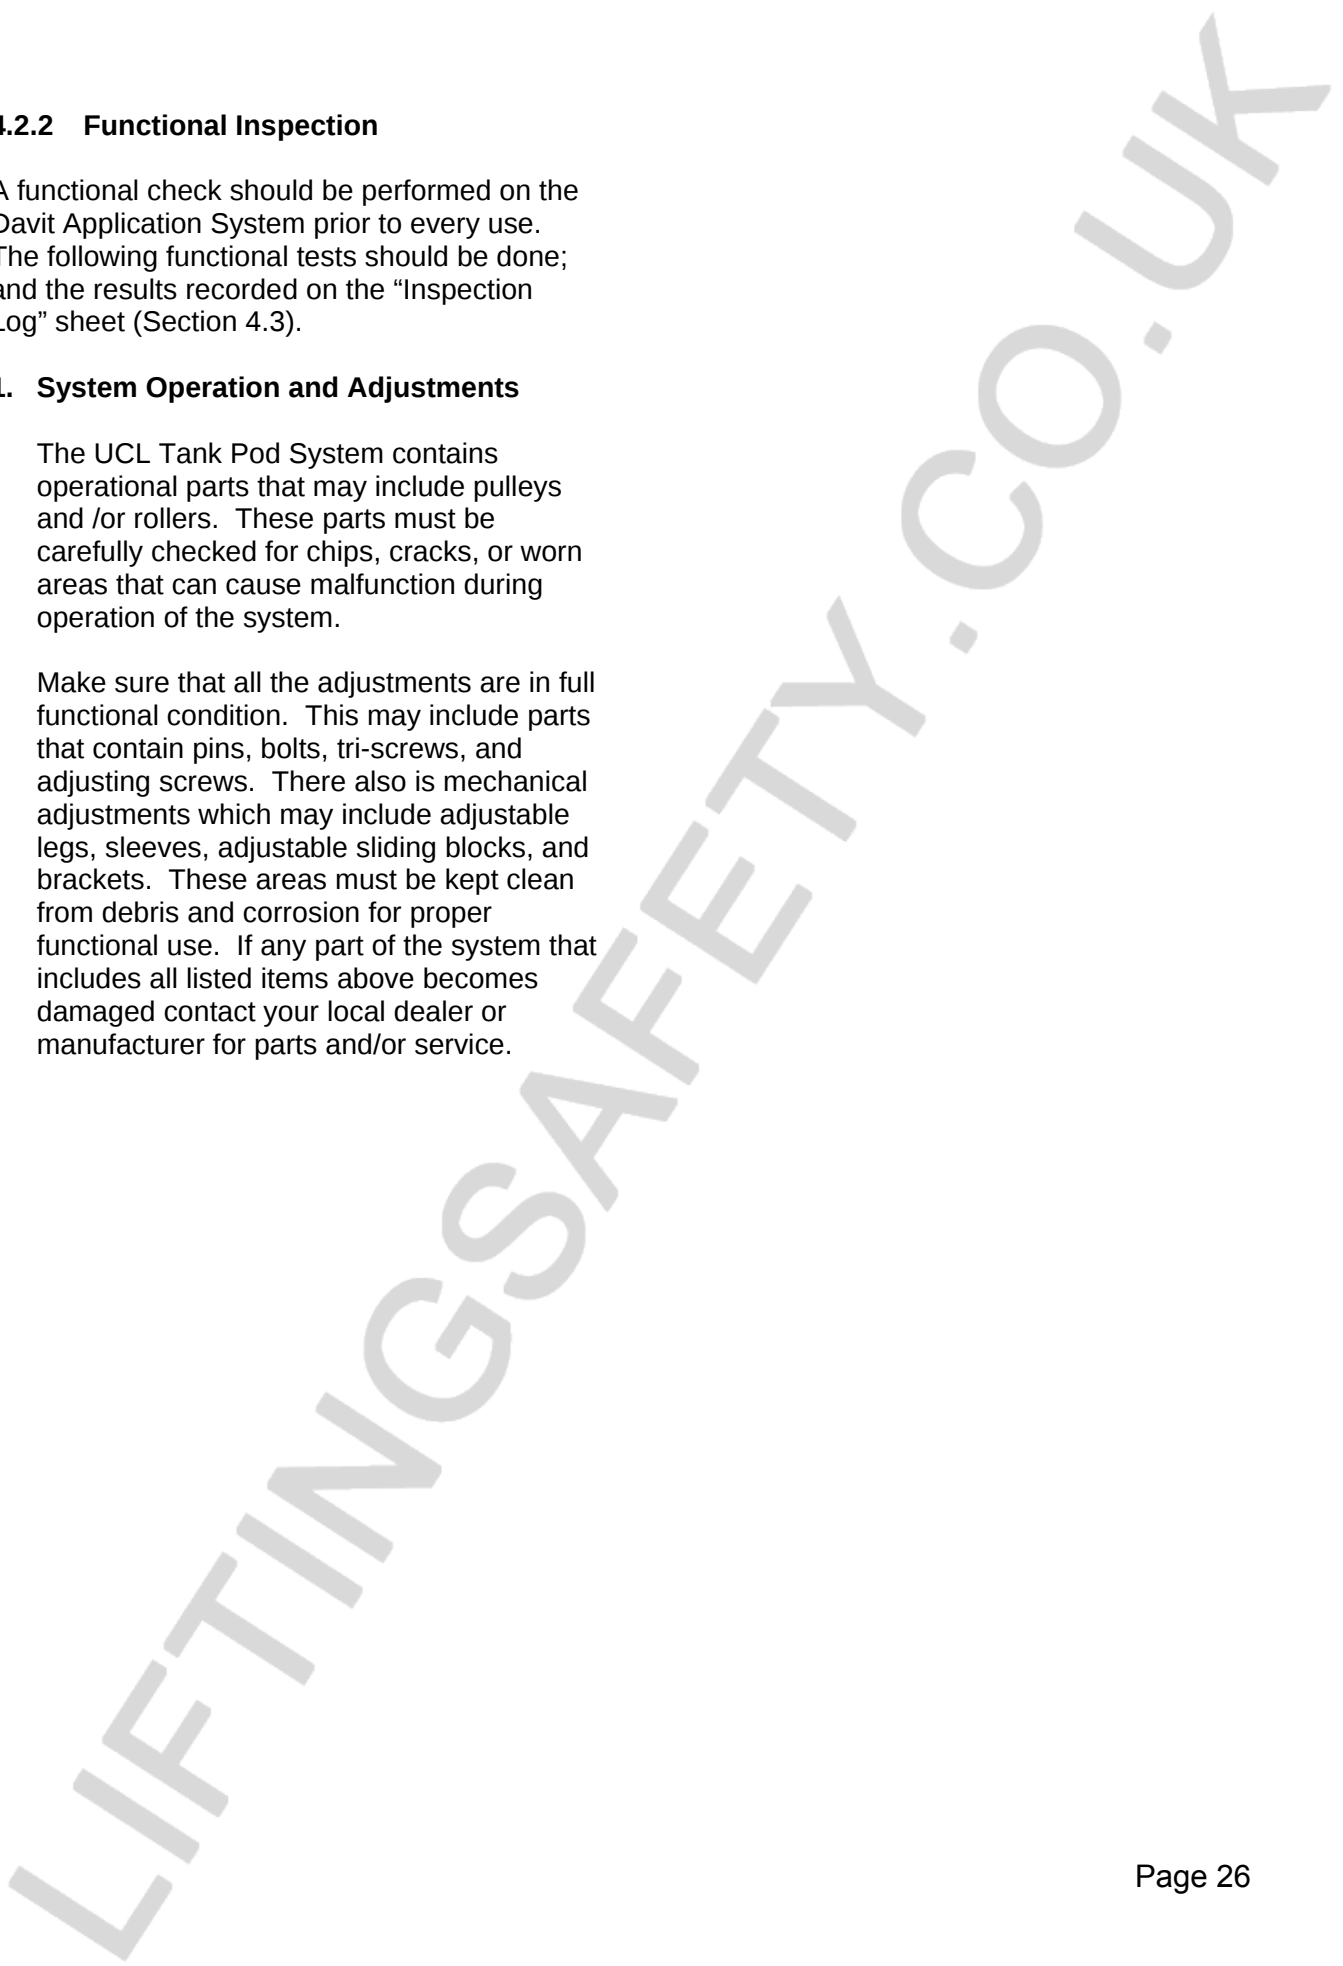 4.2.2 Functional Inspection
A functional check should be performed on the
Davit Application System prior to every use.
The following functional tests should be done;
and the results recorded on the “Inspection
Log” sheet (Section 4.3).
1. System Operation and Adjustments
The UCL Tank Pod System contains
operational parts that may include pulleys
and /or rollers. These parts must be
carefully checked for chips, cracks, or worn
areas that can cause malfunction during
operation of the system.
Make sure that all the adjustments are in full
functional condition. This may include parts
that contain pins, bolts, tri-screws, and
adjusting screws. There also is mechanical
adjustments which may include adjustable
legs, sleeves, adjustable sliding blocks, and
brackets. These areas must be kept clean
from debris and corrosion for proper
functional use. If any part of the system that
includes all listed items above becomes
damaged contact your local dealer or
manufacturer for parts and/or service.
LIFTINGSAFETY.CO.UK
Page 26